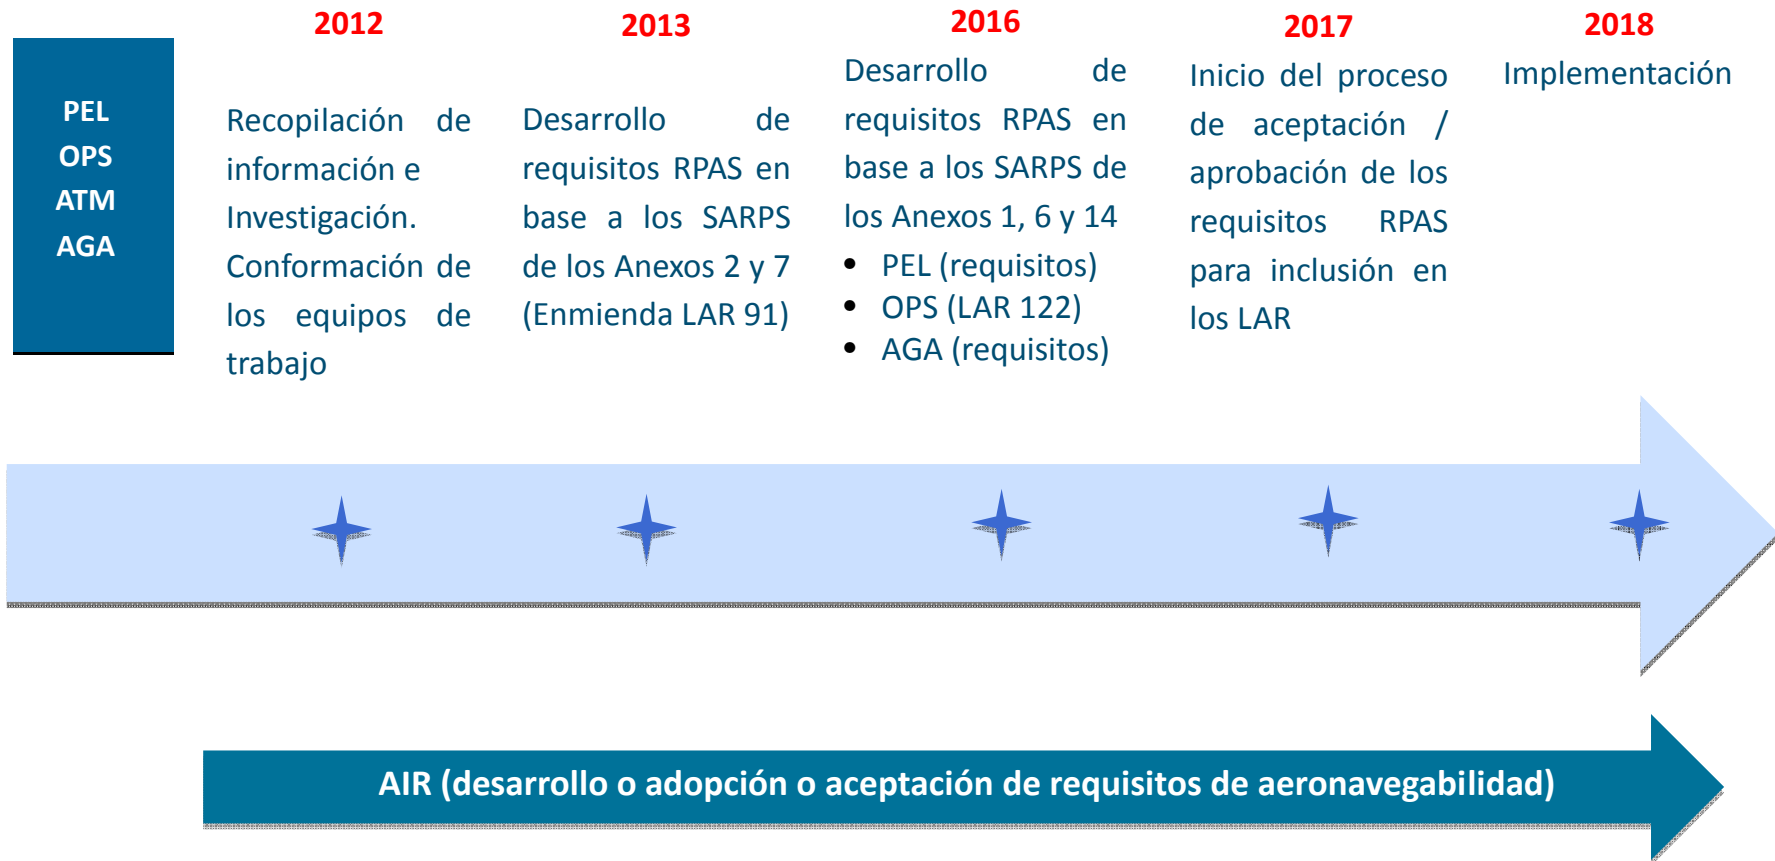 PEL
OPS
ATM
AGA
2012
Recopilación de
información e
Investigación.
Conformación de
los equipos de
trabajo
2013
Desarrollo de
requisitos RPAS en
base a los SARPS
de los Anexos 2 y 7
(Enmienda LAR 91)
2016
Desarrollo de
requisitos RPAS en
base a los SARPS de
los Anexos 1, 6 y 14
• PEL (requisitos)
• OPS (LAR 122)
• AGA (requisitos)
2017
Inicio del proceso
de aceptación /
aprobación de los
requisitos RPAS
para inclusión en
los LAR
2018
Implementación
AIR (desarrollo o adopción o aceptación de requisitos de aeronavegabilidad)